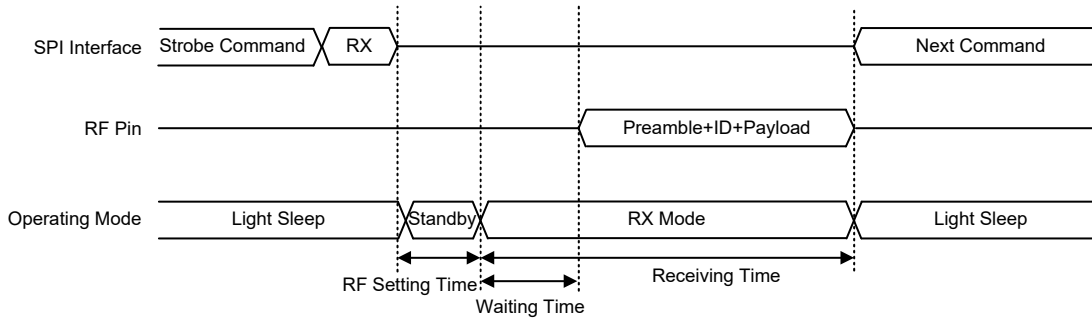 SPI Interface Strobe Command RX Next Command
RF Pin Preamble+ID+Payload
Operating Mode Light Sleep Standby RX Mode Light Sleep
RF Setting Time Receiving Time
Waiting Time